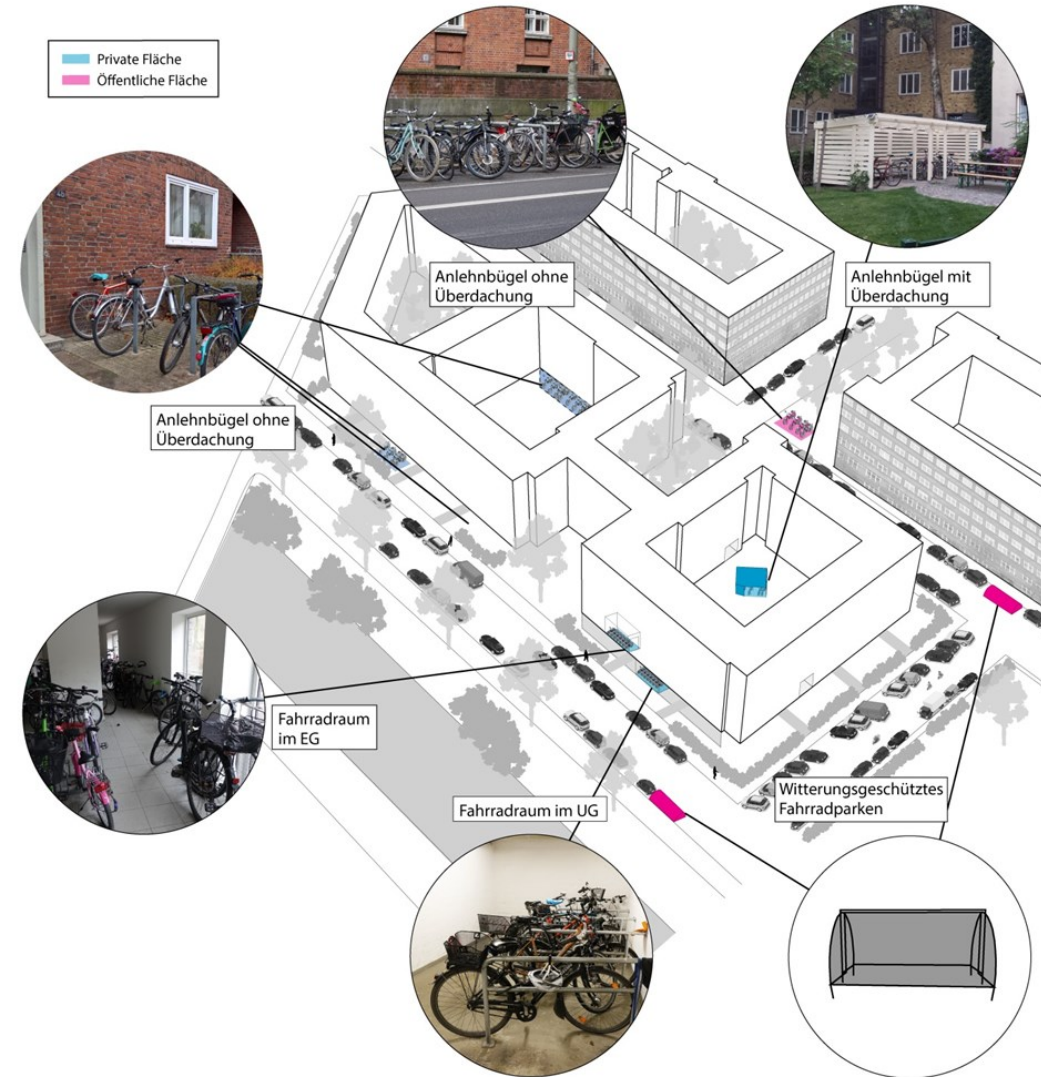 Private Fläche
Öffentliche Fläche
Anlehnbügel ohne
Überdachung
Anlehnbügel mit
Überdachung
Anlehnbügel ohne
Überdachung
Fahrradraum
im EG
Fahrradraum im UG
Witterungsgeschütztes
Fahrradparken